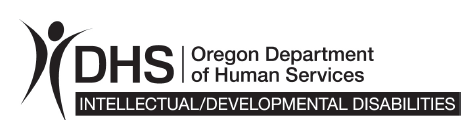 DHS
Oregon Department
of Human Services
INTELLECTUAL/DEVELOPMENTAL DISABILITIES